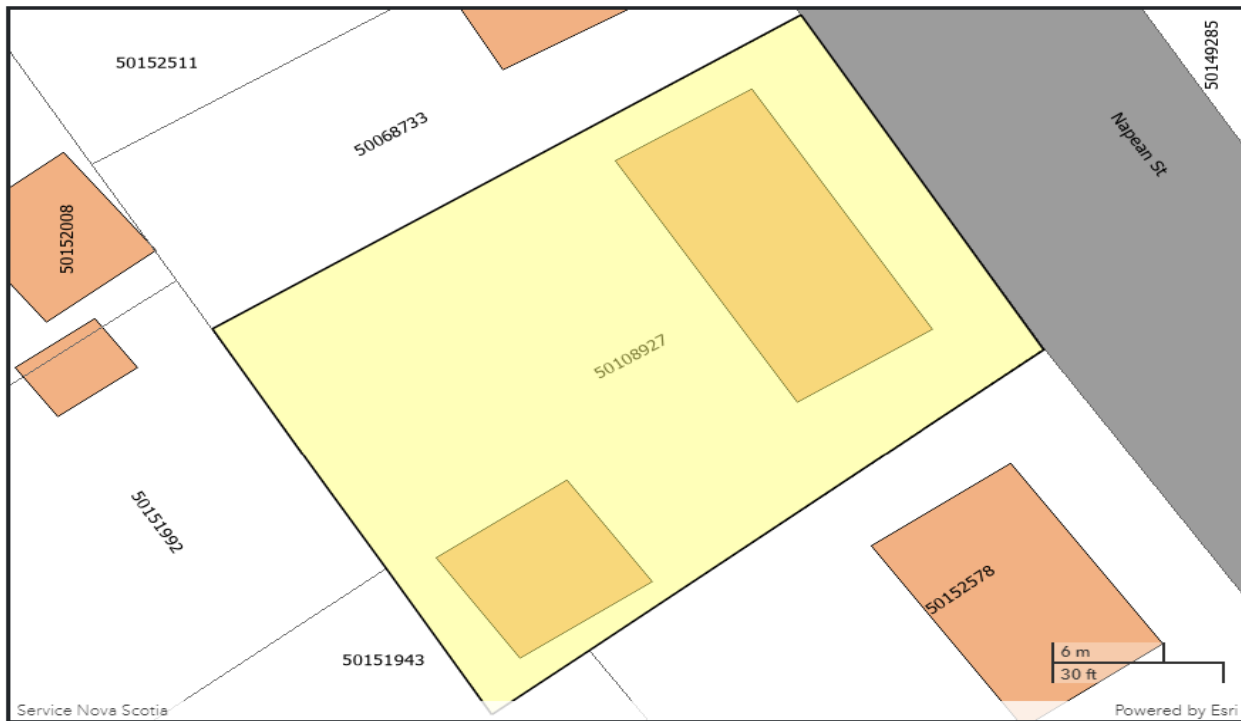 50152511
50068733
50149285
Napean St
50152008
50108927
50151992
50152578
50151943
6 m
30 ft
Service Nova Scotia
Powered by Esri